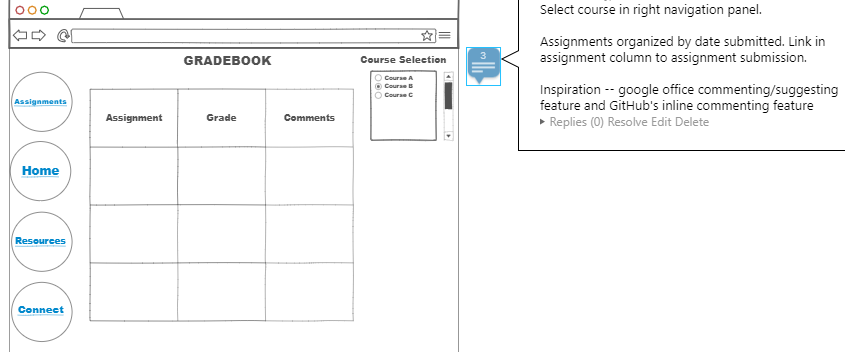 Select course in right navigation panel.
Assignments organized by date submitted. Link in
assignment column to assignment submission.
Inspiration -- google office commenting/suggesting
feature and GitHub's inline commenting feature
Replies (0) Resolve Edit Delete
3
GRADEBOOK
Course Selection
Course A
Course B
Course C
Assignments
Home
Resources
Connect
Assignment Grade Comments